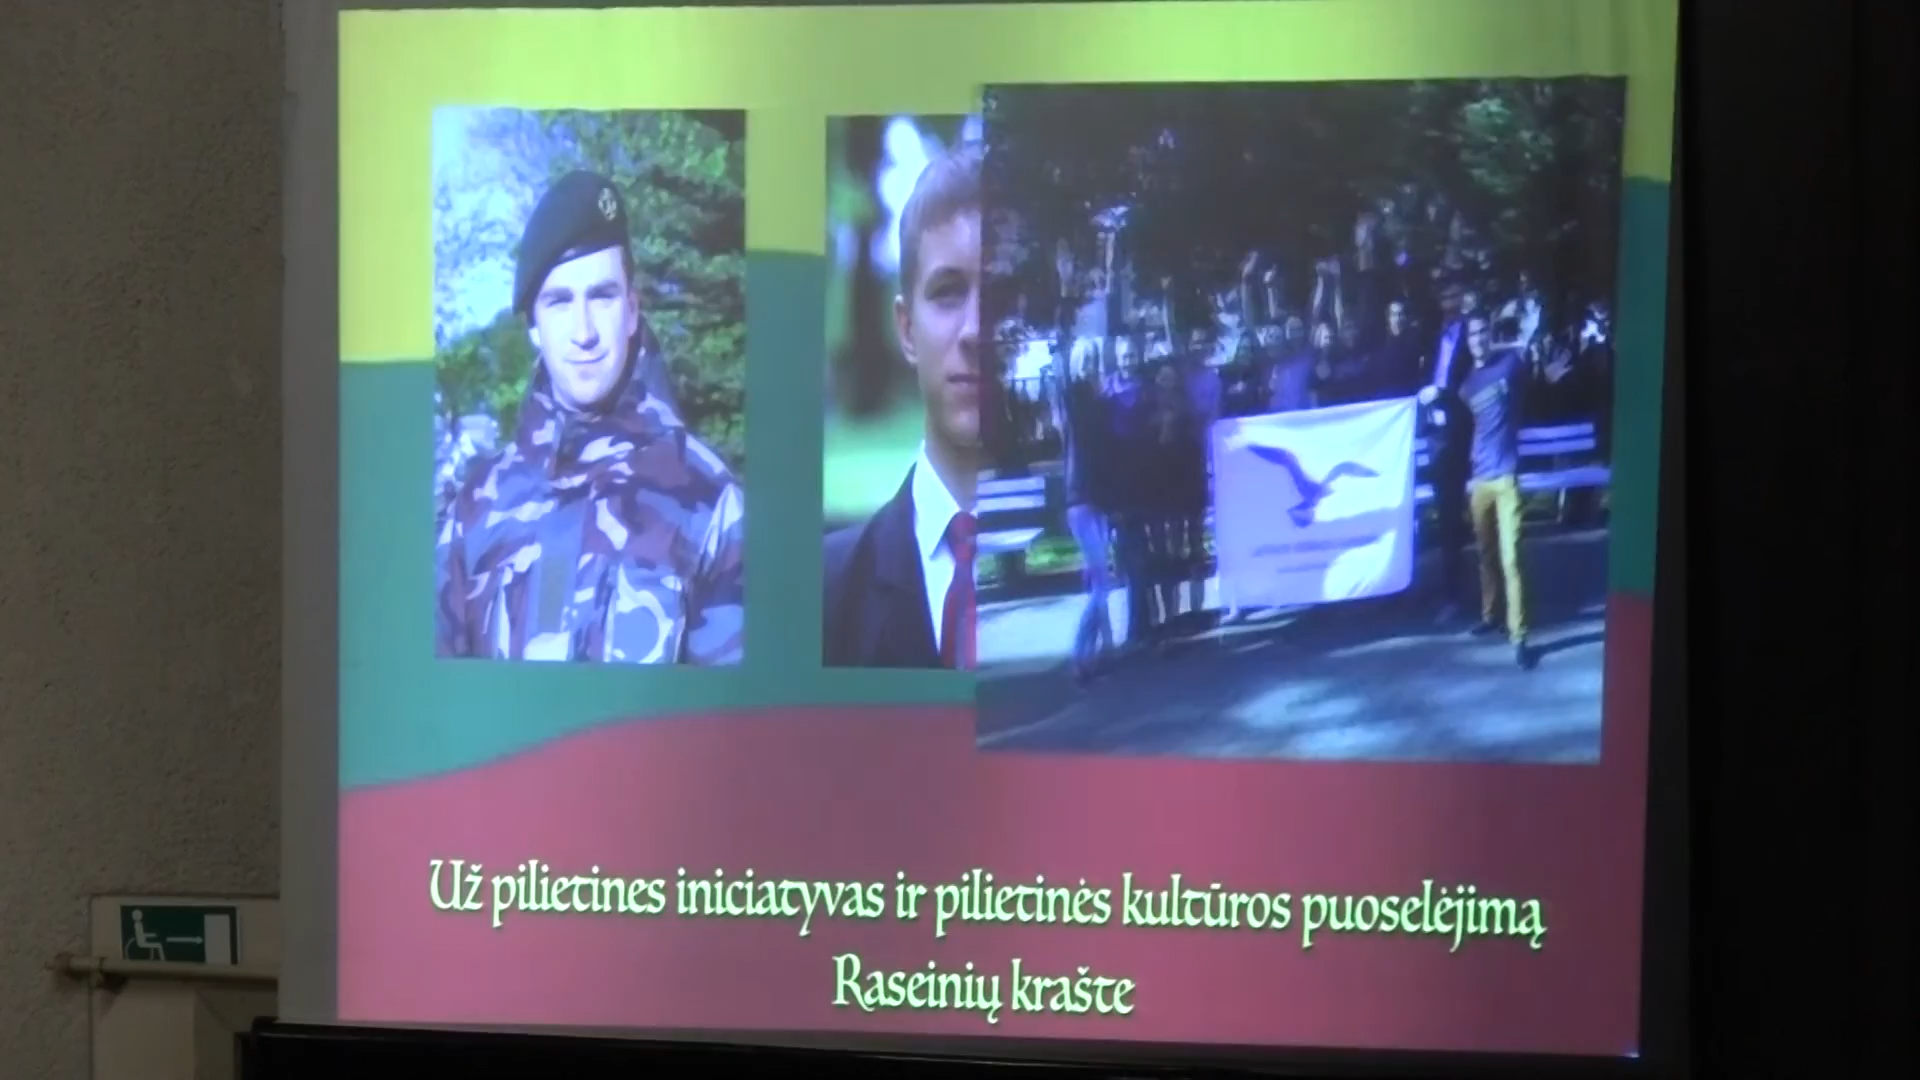 Už pilietines iniciatyvas ir pilietinės kultūros puoselėjimą
Raseinių krašte